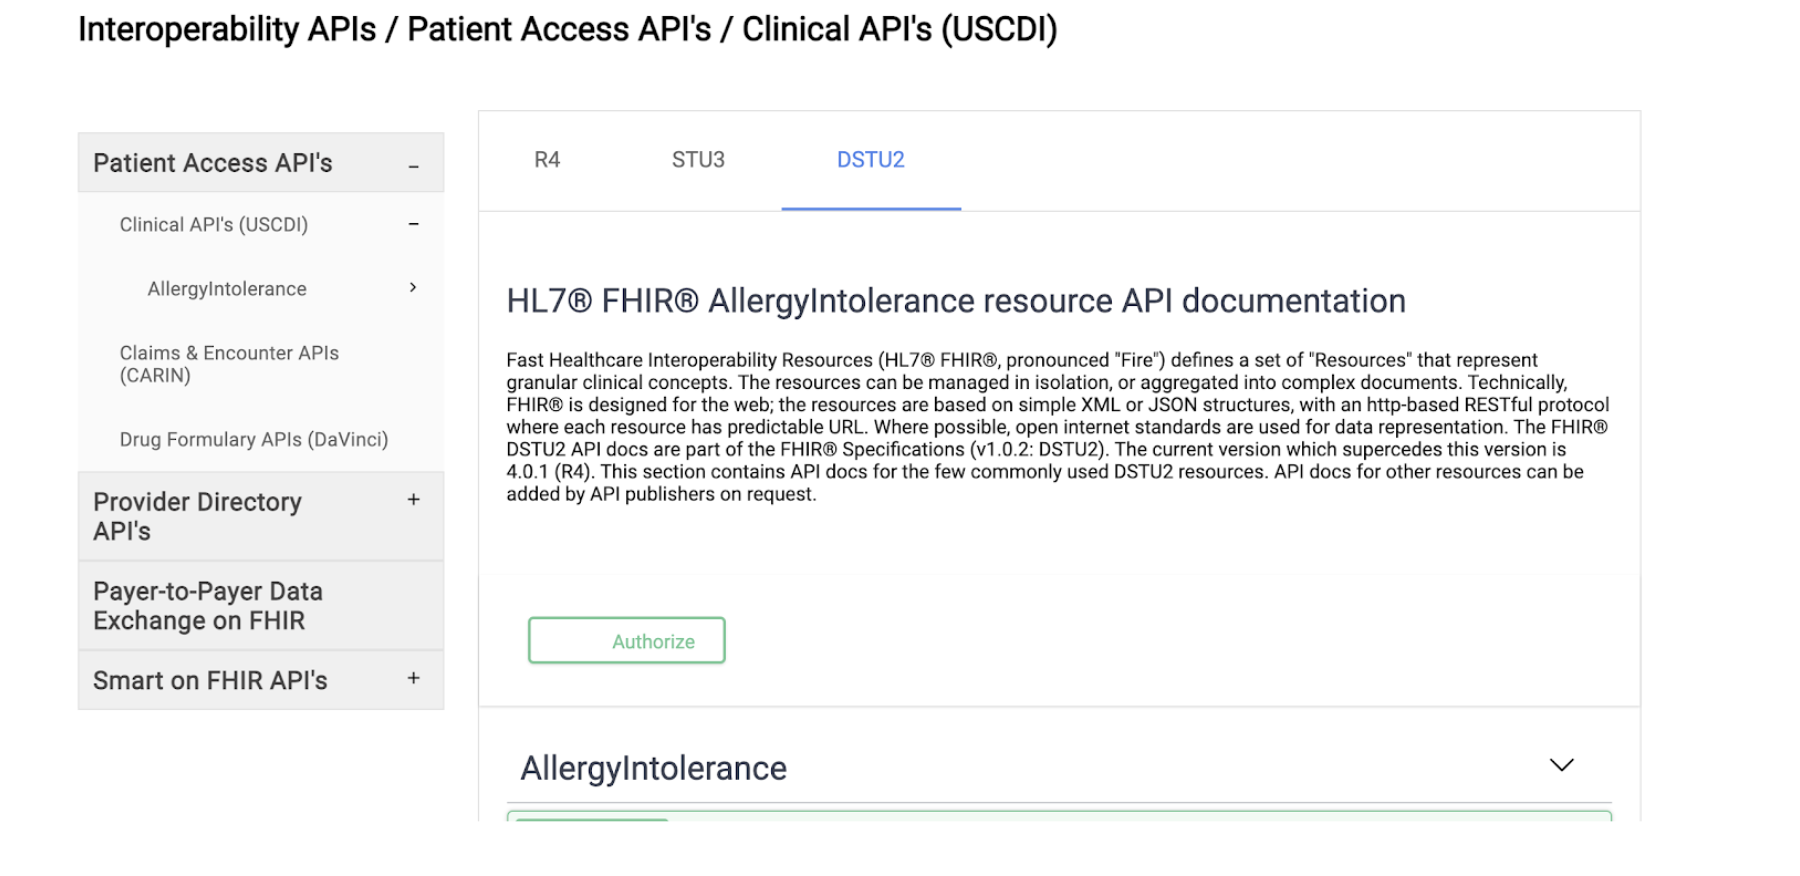 Interoperability APIs / Patient Access API's / Clinical API's (USCDI)
Patient Access API's
Clinical API's (USCDI)
AllergyIntolerance
Claims & Encounter APIs
(CARIN)
Drug Formulary APIs (DaVinci)
Provider Directory
API's
Payer-to-Payer Data
Exchange on FHIR
Smart on FHIR API's
R4 STU3 DSTU2
HL7® FHIR® AllergyIntolerance resource API documentation
Fast Healthcare Interoperability Resources (HL7® FHIR®, pronounced "Fire") defines a set of "Resources" that represent
granular clinical concepts. The resources can be managed in isolation, or aggregated into complex documents. Technically,
FHIR® is designed for the web; the resources are based on simple XML or JSON structures, with an http-based RESTful protocol
where each resource has predictable URL. Where possible, open internet standards are used for data representation. The FHIR®
DSTU2 API docs are part of the FHIR® Specifications (v1.0.2: DSTU2). The current version which supercedes this version is
4.0.1 (R4). This section contains API docs for the few commonly used DSTU2 resources. API docs for other resources can be
added by API publishers on request.
Authorize
AllergyIntolerance